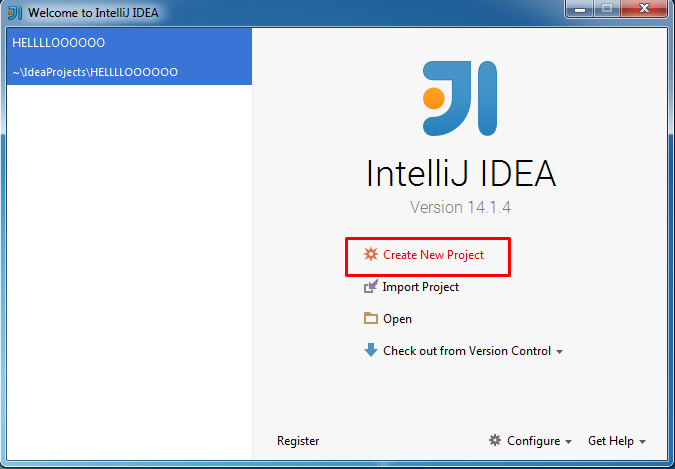 Welcome to IntelliJ IDEA
HELLLLOOOOOO
~\IdeaProjects\HELLLLOOOOOO
IntelliJ IDEA
Version 14.1.4
Create New Project
Import Project
Open
Check out from Version Control
Register
Configure
Get Help